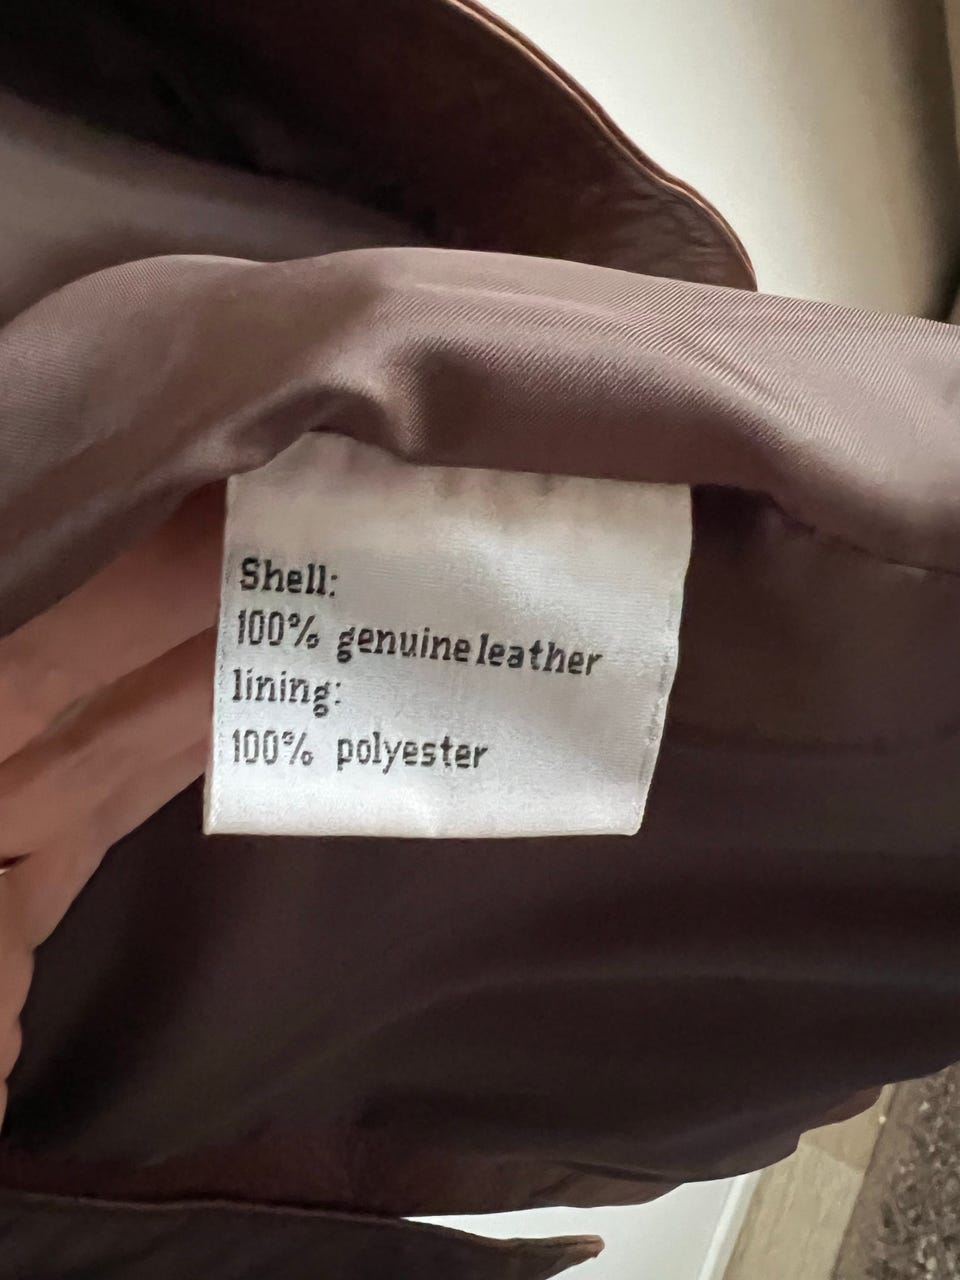 Shell:
100% genuine leather
lining:
100% polyester